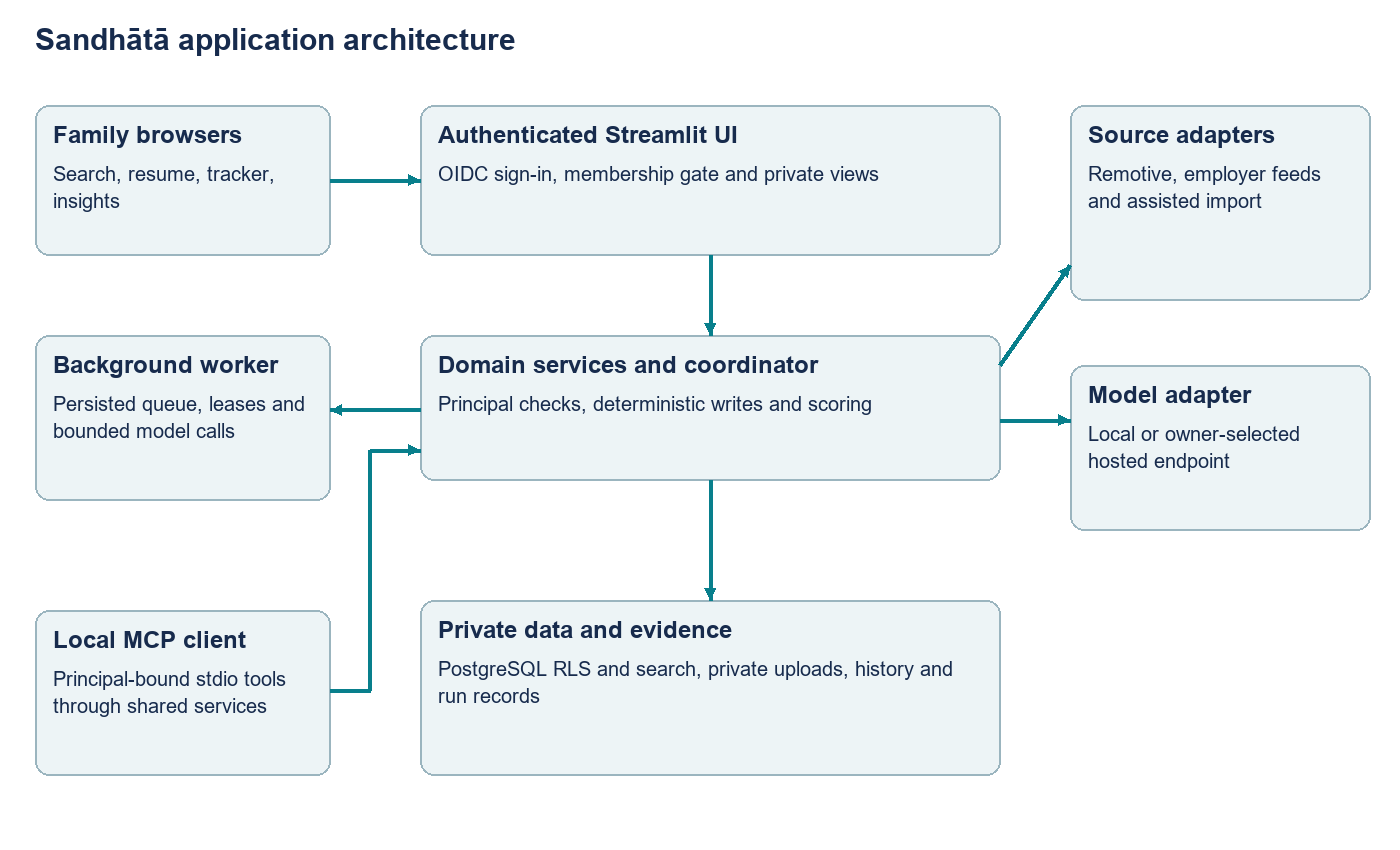 Sandhātā application architecture
Family browsers
Search, resume, tracker,
insights
Authenticated Streamlit UI
OIDC sign-in, membership gate and private views
Source adapters
Remotive, employer feeds
and assisted import
Background worker
Persisted queue, leases and
bounded model calls
Domain services and coordinator
Principal checks, deterministic writes and scoring
Model adapter
Local or owner-selected
hosted endpoint
Local MCP client
Principal-bound stdio tools
through shared services
Private data and evidence
PostgreSQL RLS and search, private uploads, history and
run records